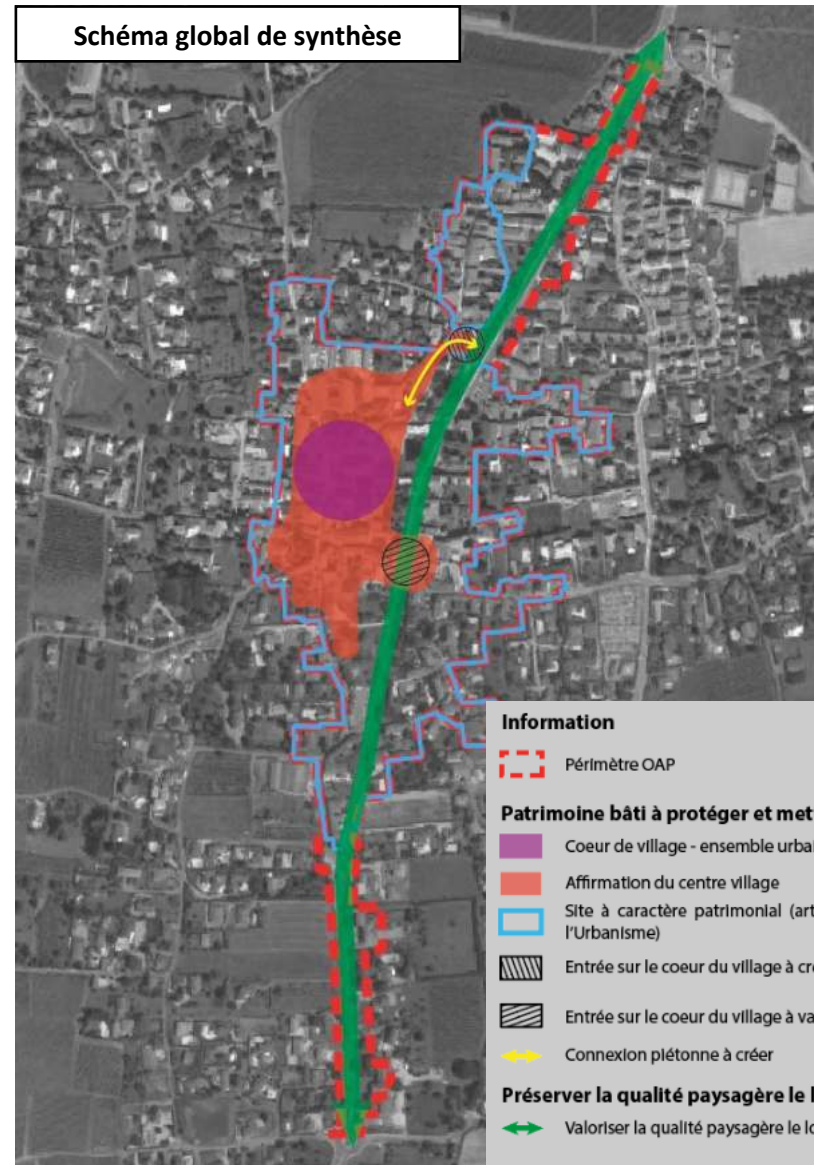 Schéma global de synthèse
Information
Périmètre OAP
Patrimoine bâti à protéger et met
Coeur de village - ensemble urbai
Affirmation du centre village
Site à caractère patrimonial (art
l'Urbanisme)
Entrée sur le coeur du village à cré
Entrée sur le coeur du village à va
Connexion piétonne à créer
Préserver la qualité paysagère le l
Valoriser la qualité paysagère le lo